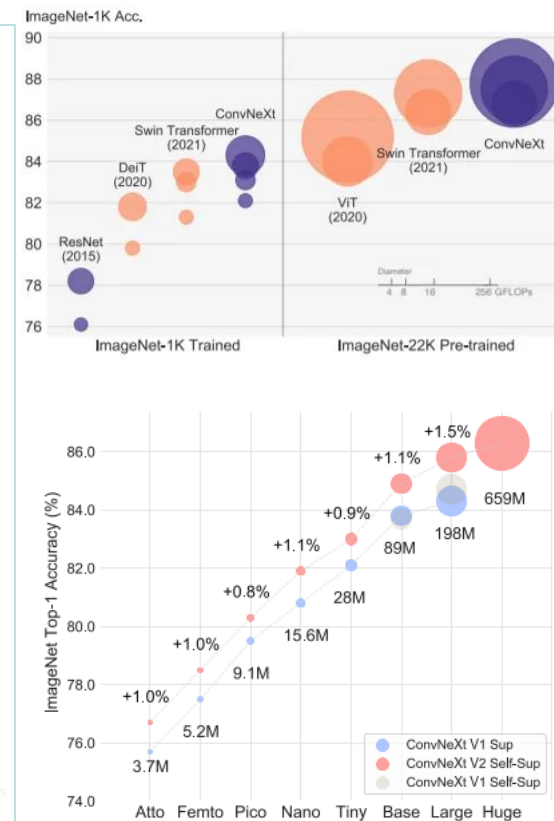 ImageNet-1K Acc.
90
88
86
84
82
80
78
76
ConvNeXt
Swin Transformer
(2021)
DeiT
(2020)
ResNet
(2015)
Swin Transformer
(2021)
ConvNeXt
ViT
(2020)
Diameter
4 8 16 256 GFLOPs
ImageNet-1K Trained
ImageNet-22K Pre-trained
ImageNet Top-1 Accuracy (%)
86.0
84.0
82.0
80.0
78.0
76.0
74.0
+1.0%
+1.0%
+0.8%
+1.1%
+0.9%
+1.1%
+1.5%
3.7M
5.2M
9.1M
15.6M
28M
89M
198M
659M
ConvNeXt V1 Sup
ConvNeXt V2 Self-Sup
ConvNeXt V1 Self-Sup
Atto Femto Pico Nano Tiny Base Large Huge